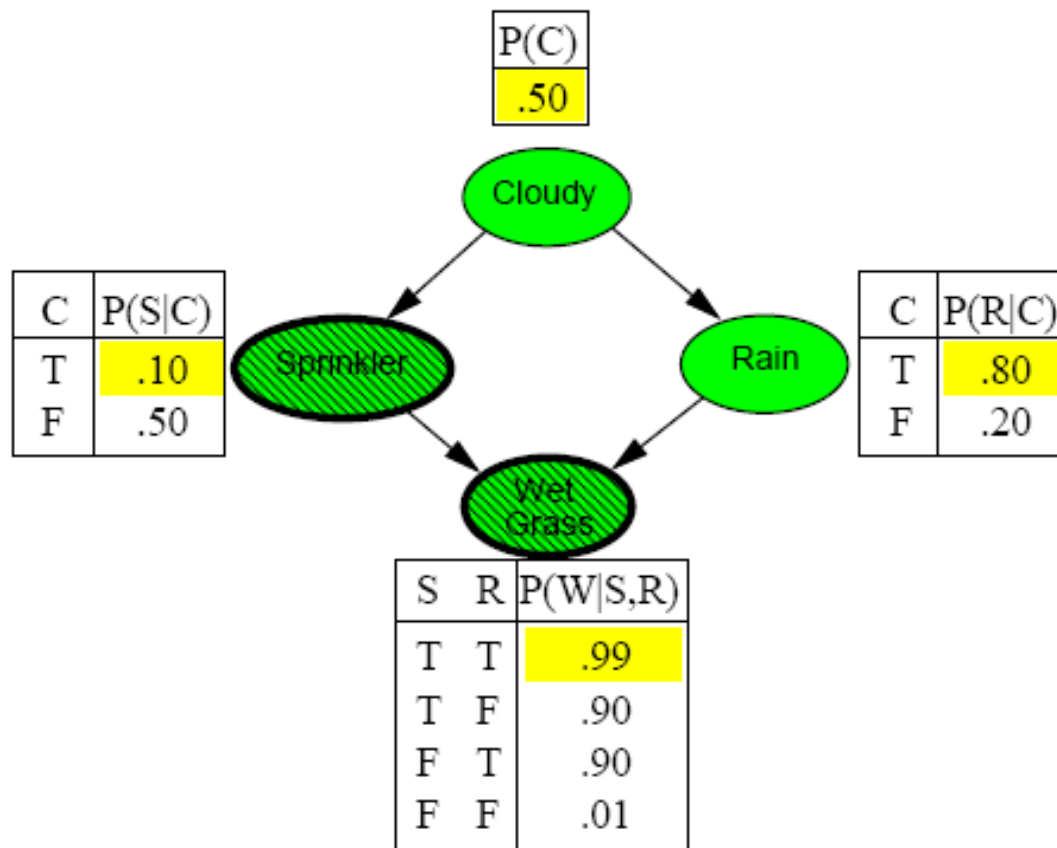 P(C)
.50
Cloudy
C P(S|C)
T .10
F .50
Sprinkler
Rain
C P(R|C)
T .80
F .20
Wet
Grass
S R P(W|S,R)
T T .99
T F .90
F T .90
F F .01